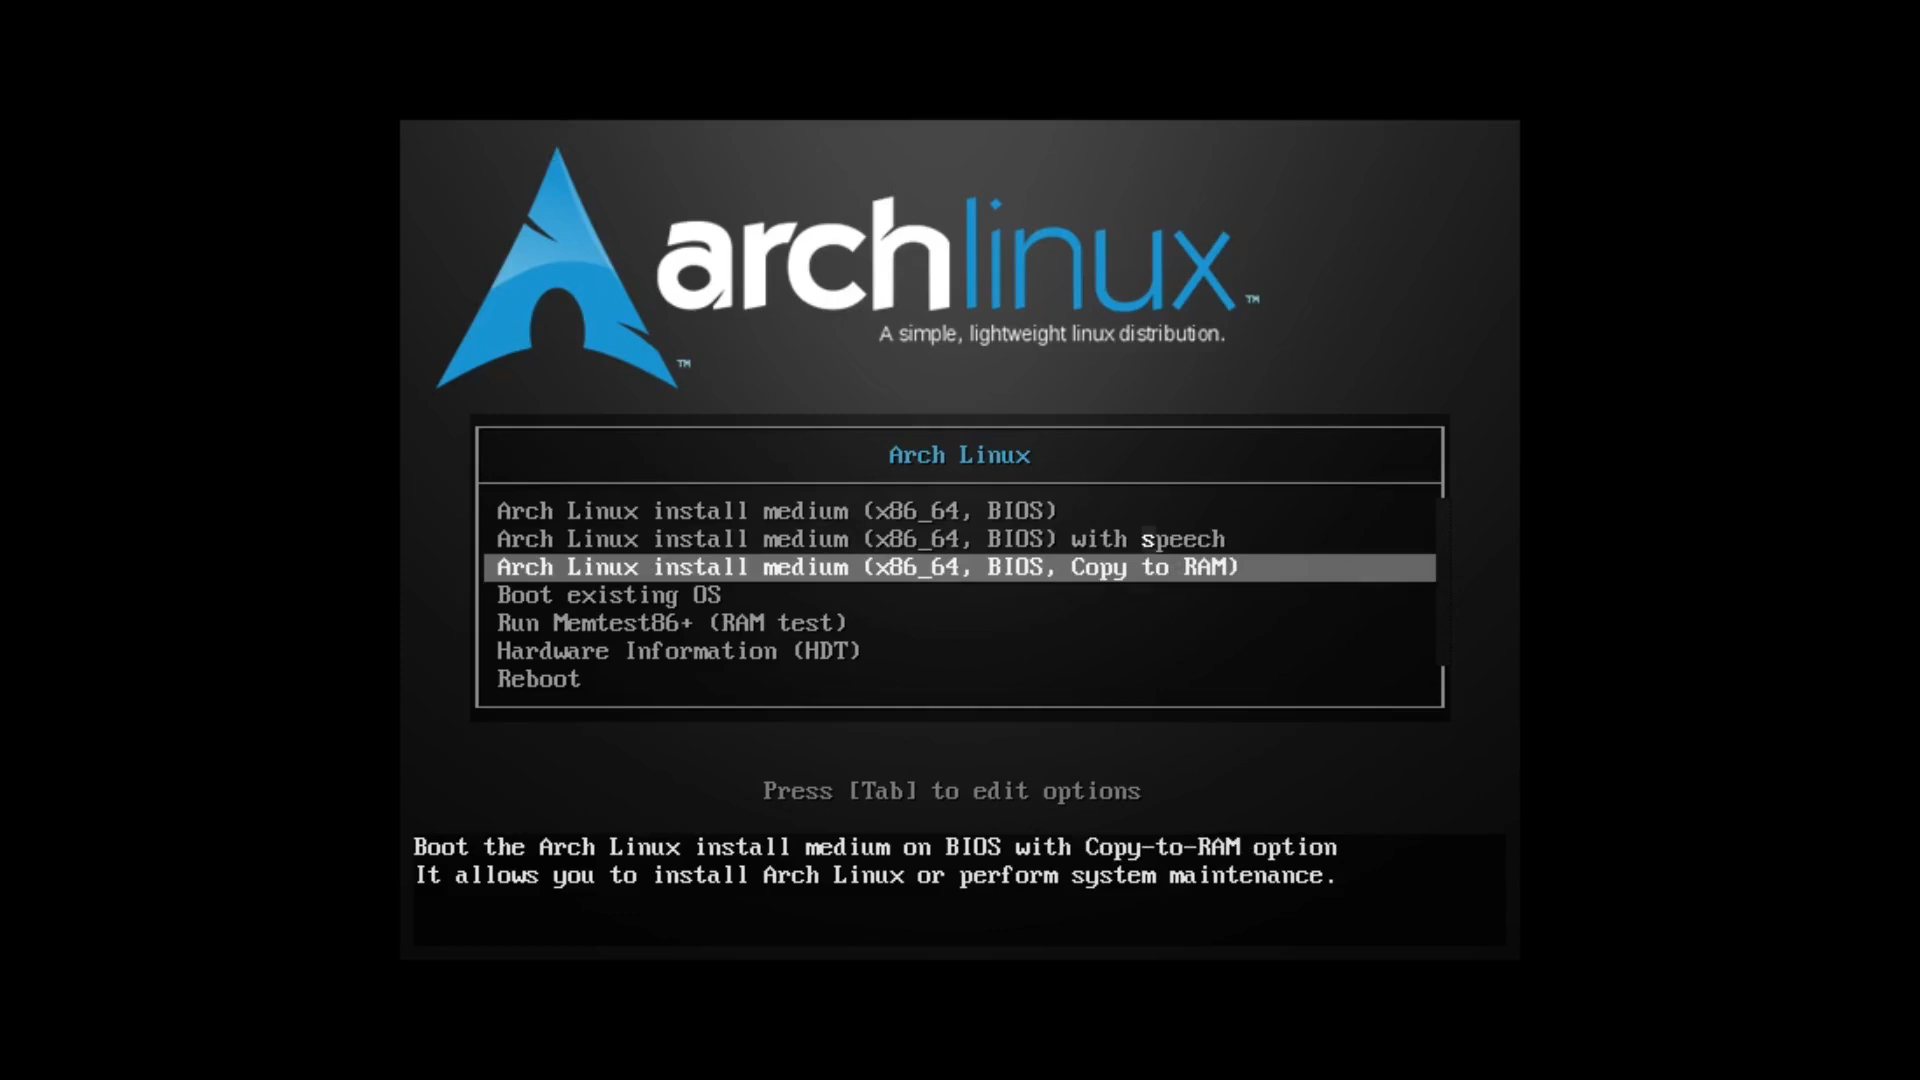 archlinux™
A simple, lightweight linux distribution.
™
Arch Linux
Arch Linux install medium (x86_64, BIOS)
Arch Linux install medium (x86_64, BIOS) with speech
Arch Linux install medium (x86_64, BIOS, Copy to RAM)
Boot existing OS
Run Memtest86+ (RAM test)
Hardware Information (HDT)
Reboot
Press [Tab] to edit options
Boot the Arch Linux install medium on BIOS with Copy-to-RAM option
It allows you to install Arch Linux or perform system maintenance.